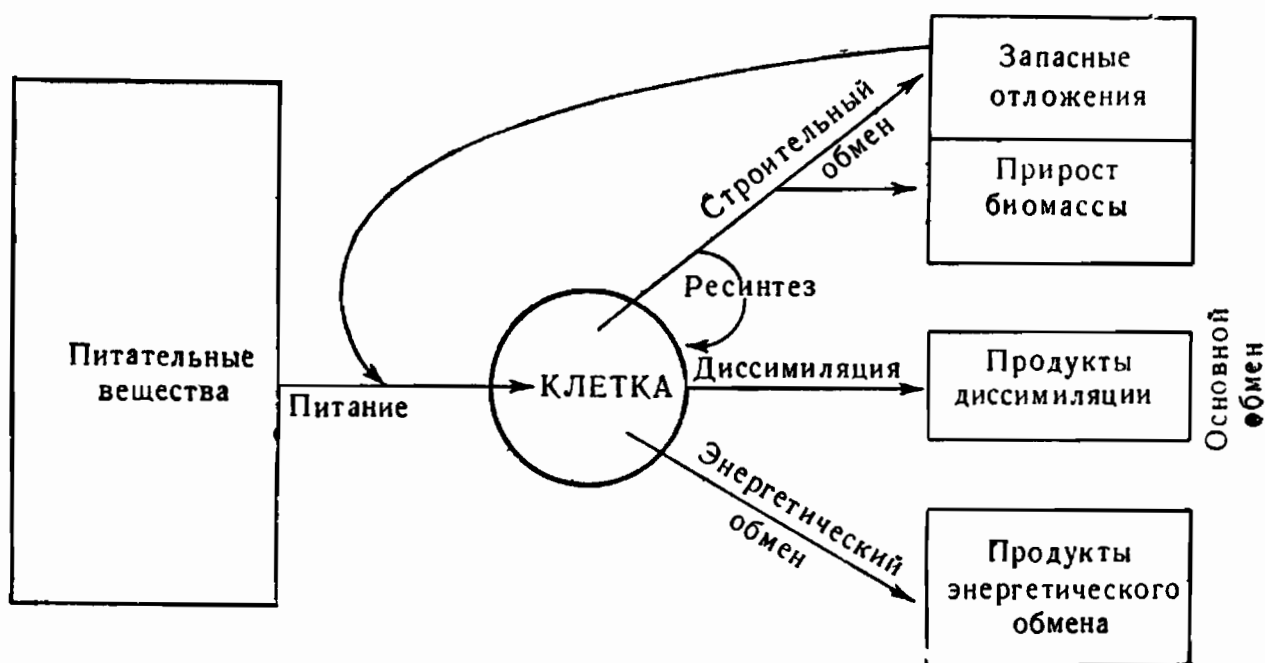 Питательные
вещества
Питание
КЛЕТКА
Строительный
обмен
Ресинтез
Диссимиляция
Энергетический
обмен
Запасные
отложения
Прирост
биомассы
Продукты
диссимиляции
Продукты
энергетического
обмена
Основной
обмен